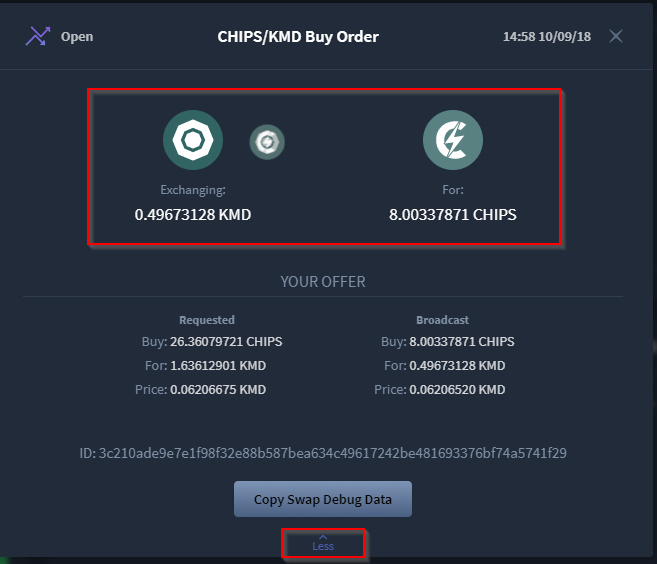 Open CHIPS/KMD Buy Order 14:58 10/09/18
Exchanging: For:
0.49673128 KMD 8.00337871 CHIPS
YOUR OFFER
Requested Broadcast
Buy: 26.36079721 CHIPS Buy: 8.00337871 CHIPS
For: 1.63612901 KMD For: 0.49673128 KMD
Price: 0.06206675 KMD Price: 0.06206520 KMD
ID: 3c210ade9e7e1f98f32e88b587bea634c49617242be481693376bf74a5741f29
Copy Swap Debug Data
Less